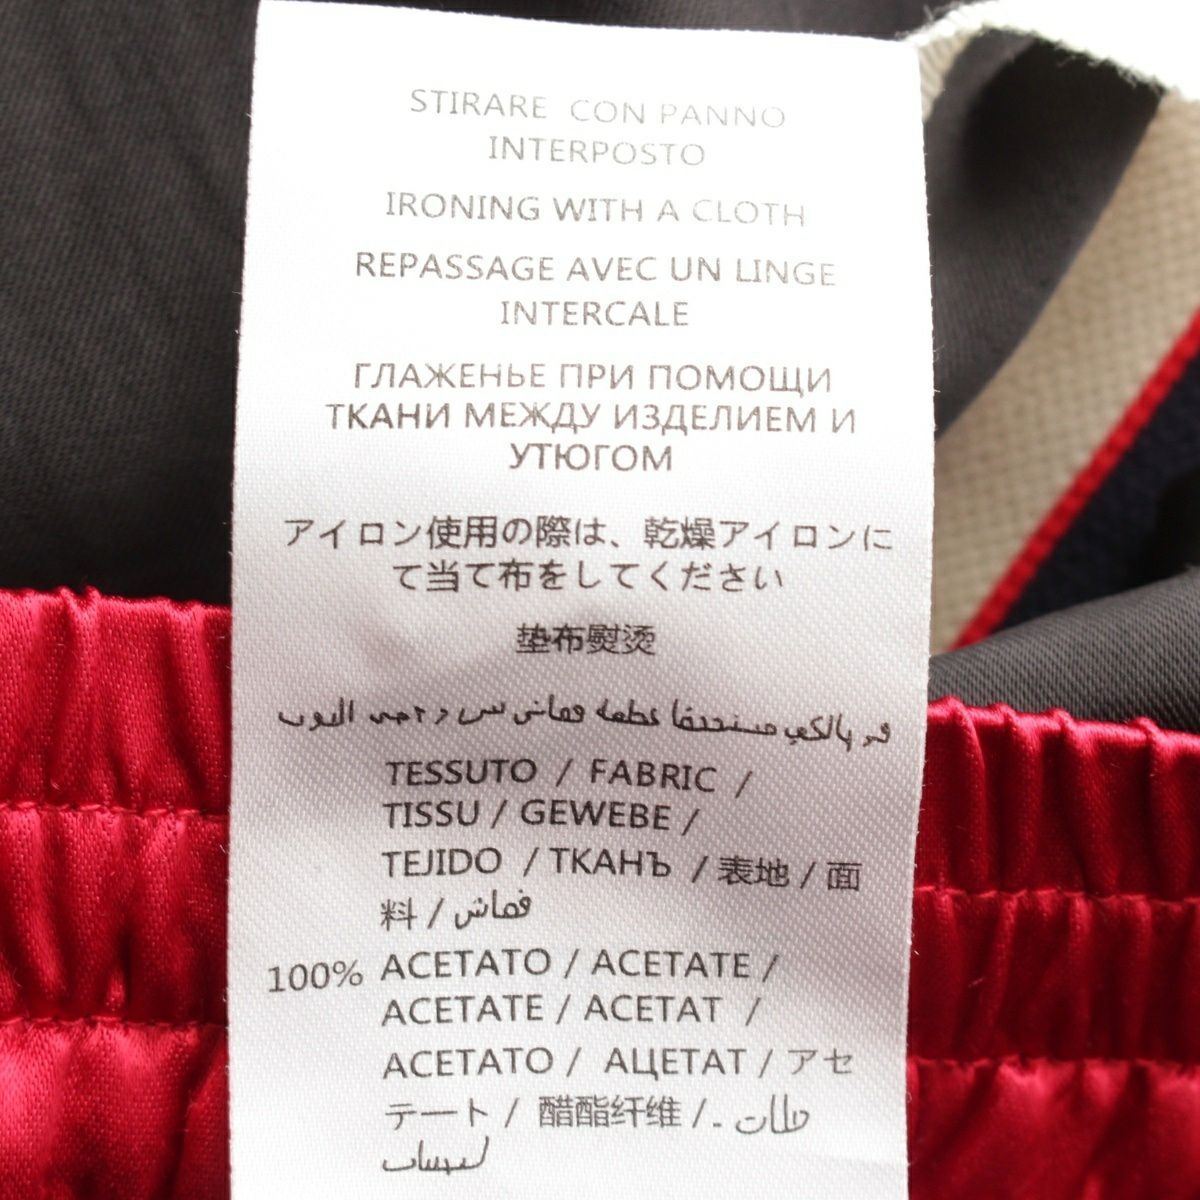 STIRARE CON PANNO
INTERPOSTO
IRONING WITH A CLOTH
REPASSAGE AVEC UN LINGE
INTERCALE
ГЛАЖЕНЬЕ ПРИ ПОМОЩИ
ТКАНИ МЕЖДУ ИЗДЕЛИЕМ И
УТЮГОМ
アイロン使用の際は、乾燥アイロンに
て当て布をしてください
垫布熨烫
TESSUTO / FABRIC /
TISSU / GEWEBE /
TEJIDO / ТКАНЪ / 表地 / 面
料 / قماش
100% ACETATO / ACETATE /
ACETATE / ACETAT /
ACETATO / АЦЕТАТ / アセ
テート / 醋酯纤维 /